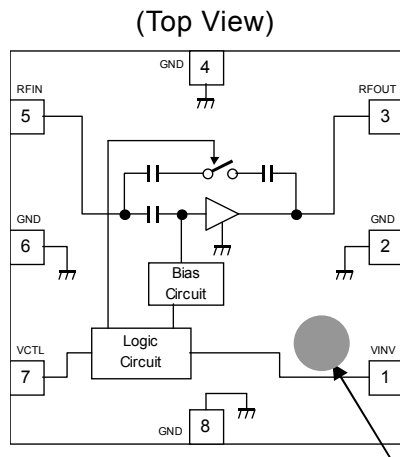 (Top View)
GND
4
RFIN
RFOUT
5
3
GND
GND
6
2
Bias
Circuit
VCTL
Logic
Circuit
VINV
7
1
GND
8